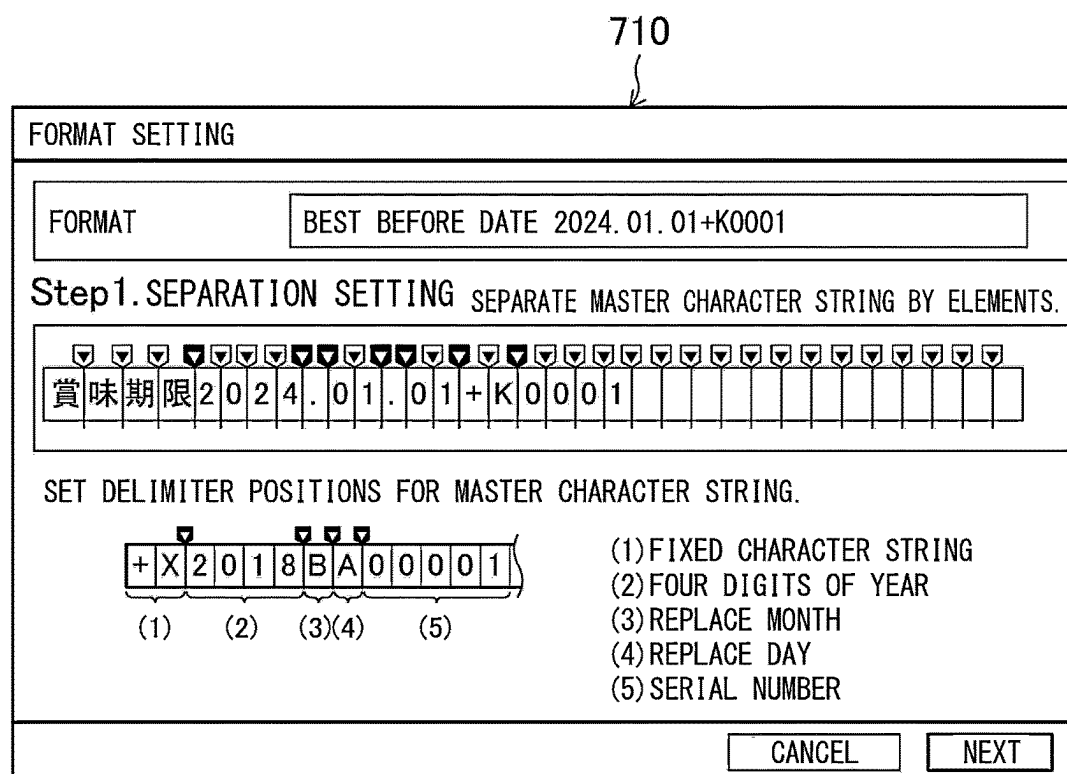 710
FORMAT SETTING
FORMAT BEST BEFORE DATE 2024.01.01+K0001
Step1.SEPARATION SETTING SEPARATE MASTER CHARACTER STRING BY ELEMENTS.
賞味期限2024.01.01+K0001
SET DELIMITER POSITIONS FOR MASTER CHARACTER STRING.
+X2018BA00001
(1) (2) (3)(4) (5)
(1)FIXED CHARACTER STRING
(2)FOUR DIGITS OF YEAR
(3)REPLACE MONTH
(4)REPLACE DAY
(5)SERIAL NUMBER
CANCEL NEXT